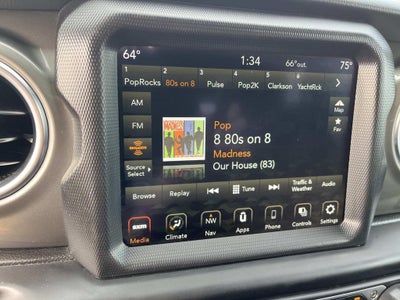 64°
1:34
66° out.
75°
1 2 3 4 5 6
PopRocks 80s on 8 Pulse Pop2K Clarkson YachtRck
AM
FM
Source Select
Pop
8 80s on 8
Madness
Our House (83)
Map
Fav
Browse Replay Tune Traffic & Weather Audio
NW
Media Climate Nav Apps Phone Controls Settings